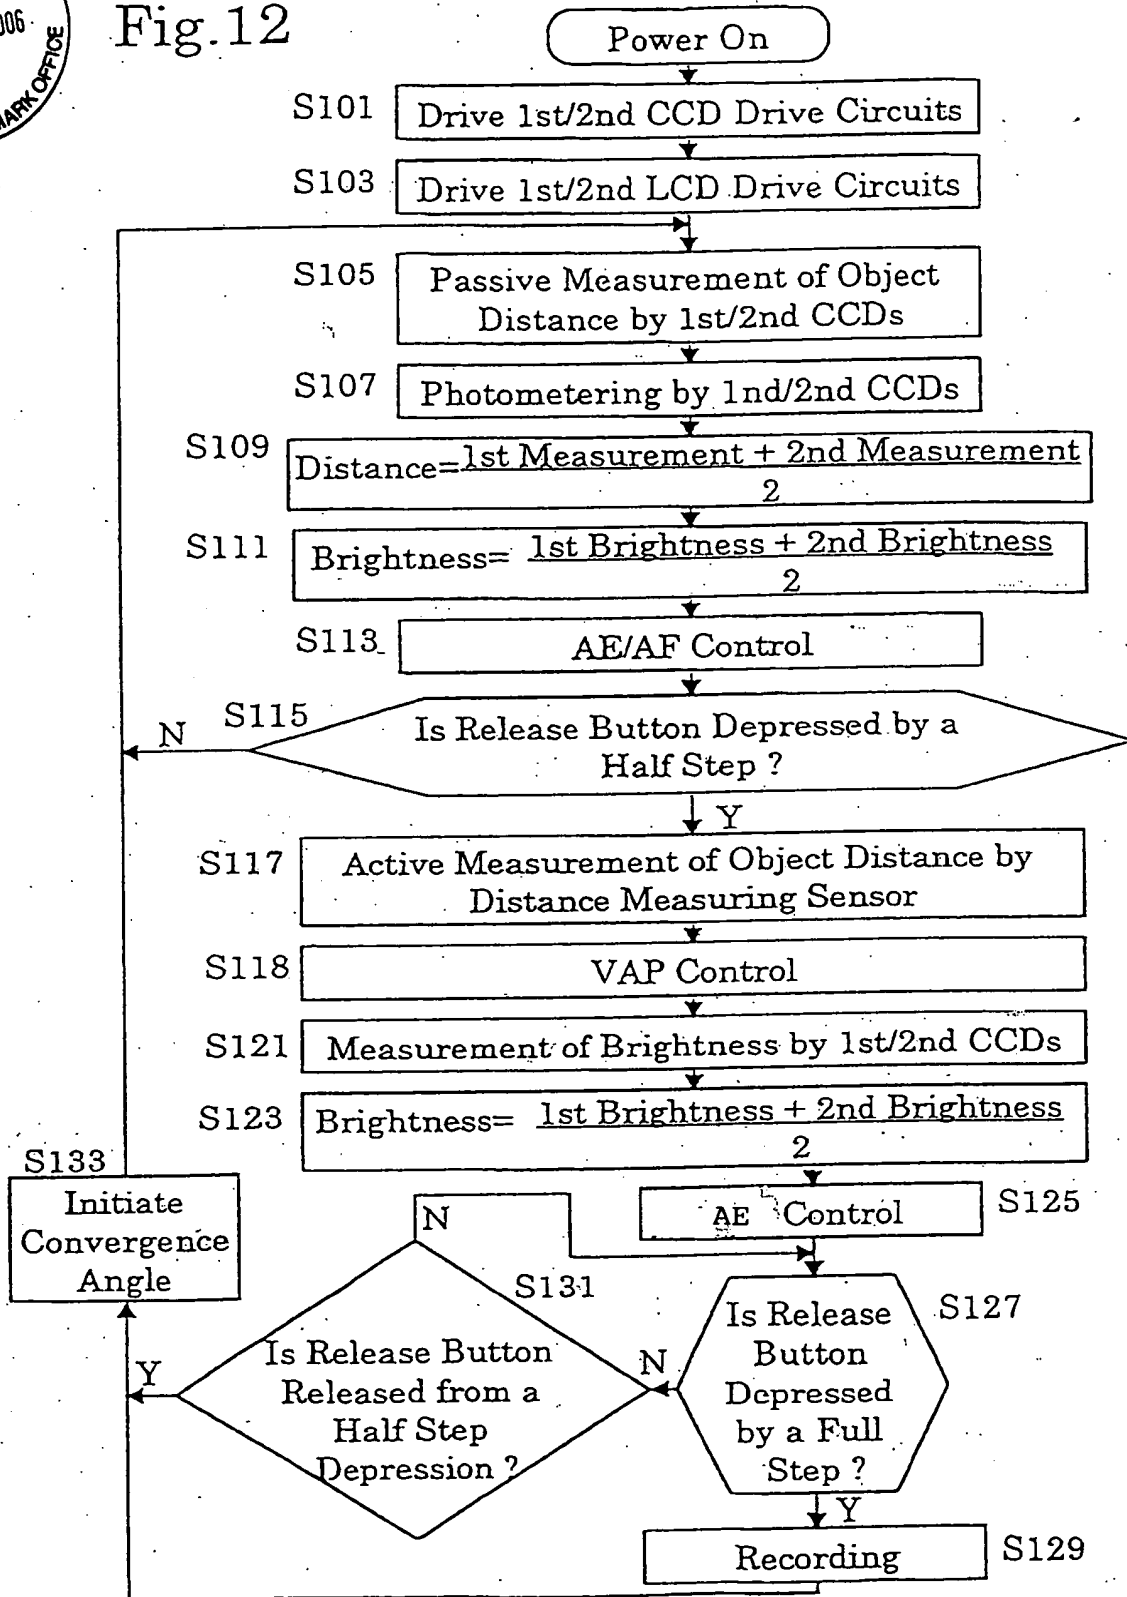 006
MARK OFFICE
Fig.12
Power On
S101
Drive 1st/2nd CCD Drive Circuits
S103
Drive 1st/2nd LCD Drive Circuits
S105
Passive Measurement of Object
Distance by 1st/2nd CCDs
S107
Photometering by 1nd/2nd CCDs
S109
Distance=1st Measurement + 2nd Measurement
2
S111
Brightness= 1st Brightness + 2nd Brightness
2
S113
AE/AF Control
S115
N
Is Release Button Depressed by a
Half Step ?
Y
S117
Active Measurement of Object Distance by
Distance Measuring Sensor
S118
VAP Control
S121
Measurement of Brightness by 1st/2nd CCDs
S123
Brightness= 1st Brightness + 2nd Brightness
2
S133
Initiate
Convergence
Angle
N
AE Control
S125
S131
Is Release Button
Released from a
Half Step
Depression ?
Y
N
S127
Is Release
Button
Depressed
by a Full
Step ?
Y
Recording
S129